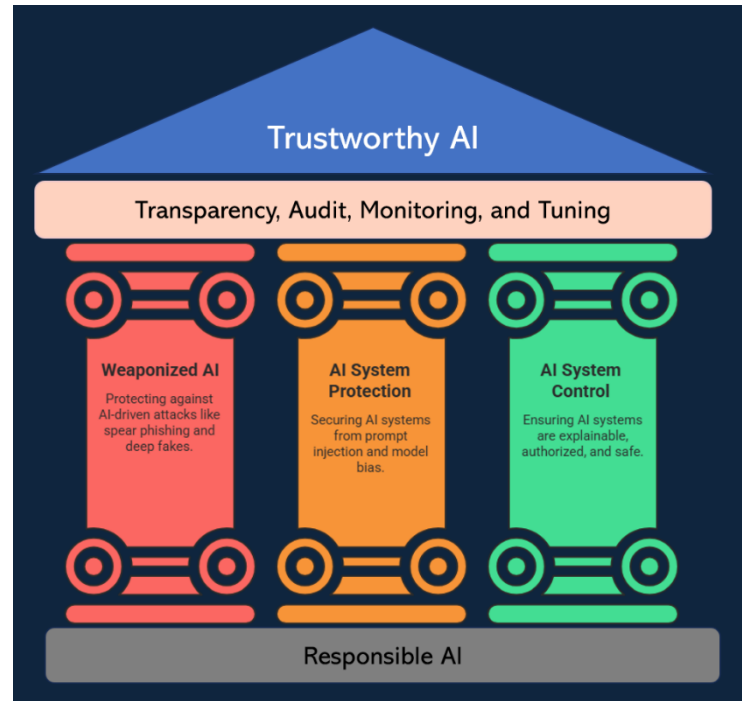 Trustworthy AI
Transparency, Audit, Monitoring, and Tuning
Weaponized AI
Protecting against
AI-driven attacks like
spear phishing and
deep fakes.
AI System
Protection
Securing AI systems
from prompt
injection and model
bias.
AI System
Control
Ensuring AI systems
are explainable,
authorized, and safe.
Responsible AI